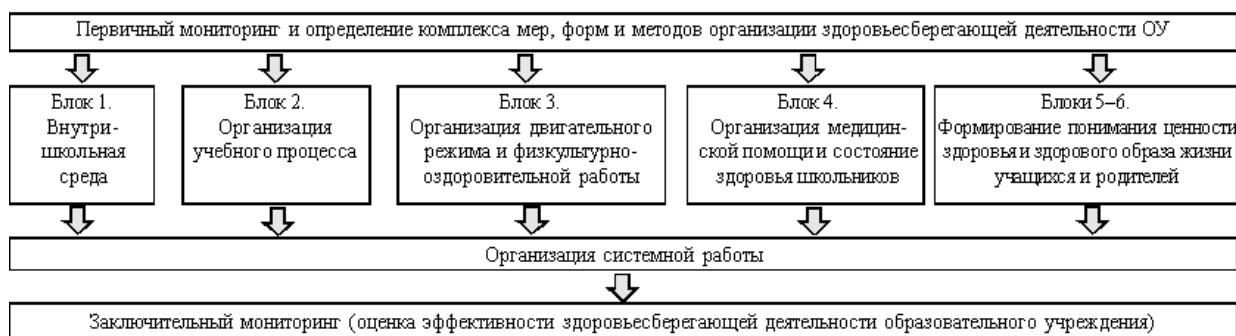 Первичный мониторинг и определение комплекса мер, форм и методов организации здоровьесберегающей деятельности ОУ
Блок 1.
Внутри-
школьная
среда
Блок 2.
Организация
учебного процесса
Блок 3.
Организация двигательного
режима и физкультурно-
оздоровительной работы
Блок 4.
Организация медицин-
ской помощи и состояние
здоровья школьников
Блоки 5–6.
Формирование понимания ценности
здоровья и здорового образа жизни
учащихся и родителей
Организация системной работы
Заключительный мониторинг (оценка эффективности здоровьесберегающей деятельности образовательного учреждения)